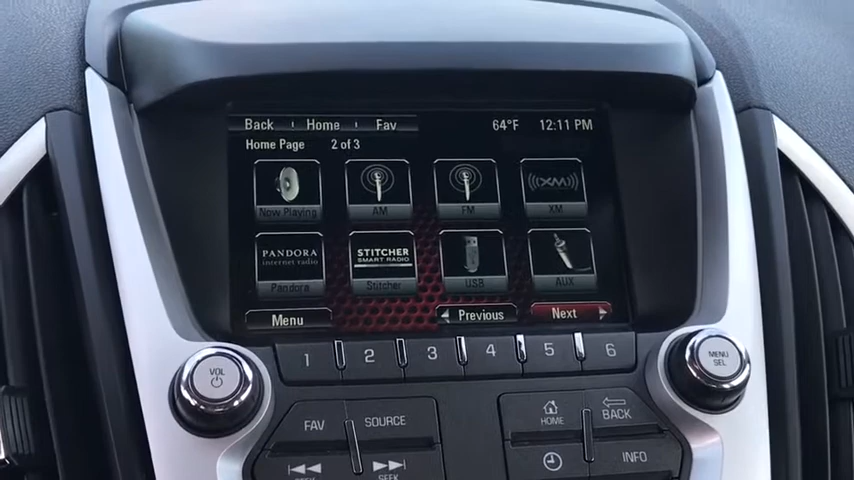 Back Home Fav 64°F 12:11 PM
Home Page 2 of 3
Now Playing AM FM XM
XM
PANDORA STITCHER
internet radio SMART RADIO
Pandora Stitcher USB AUX
Menu Previous Next
1 2 3 4 5 6
VOL
MENU
SEL
FAV SOURCE HOME BACK
SEEK SEEK INFO